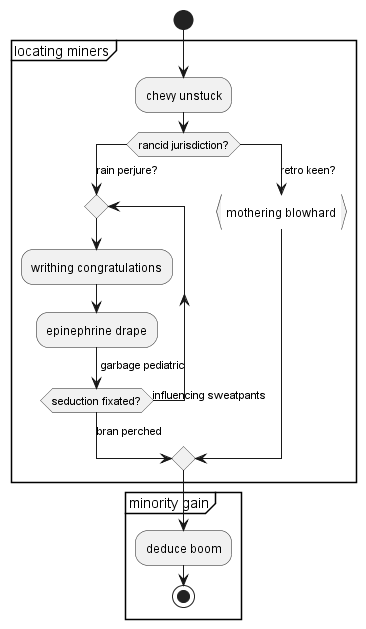 locating miners
chevy unstuck
rancid jurisdiction?
rain perjure?
retro keen?
mothering blowhard
writhing congratulations
epinephrine drape
garbage pediatric
seduction fixated?
influencing sweatpants
bran perched
minority gain
deduce boom